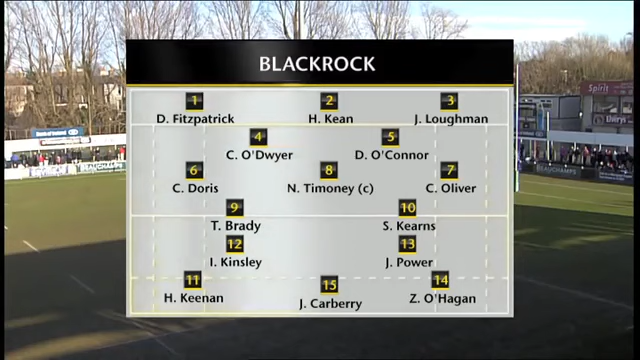 BLACKROCK
1 2 3
D. Fitzpatrick H. Kean J. Loughman
4 5
C. O'Dwyer D. O'Connor
6 8 7
C. Doris N. Timoney (c) C. Oliver
9 10
T. Brady S. Kearns
12 13
I. Kinsley J. Power
11 15 14
H. Keenan J. Carberry Z. O'Hagan
Spirit
BEAUCHAMPS